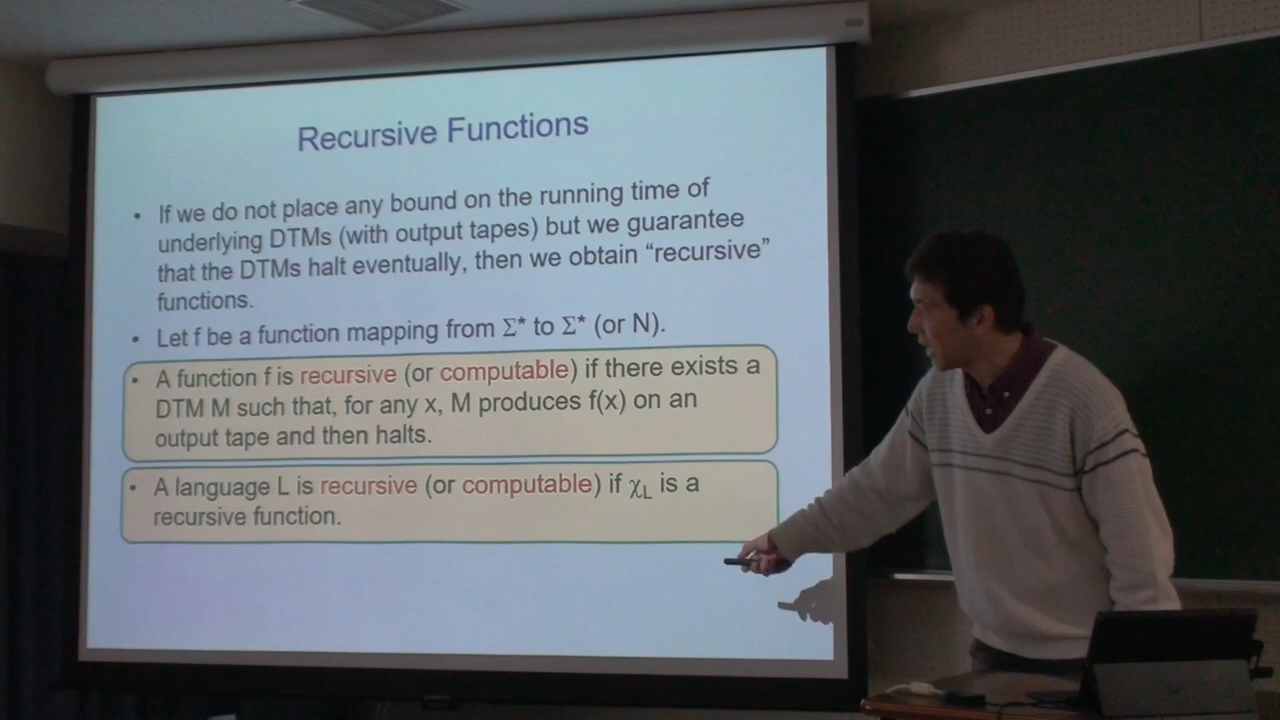 Recursive Functions
• If we do not place any bound on the running time of
underlying DTMs (with output tapes) but we guarantee
that the DTMs halt eventually, then we obtain “recursive”
functions.
• Let f be a function mapping from Σ* to Σ* (or N).
• A function f is recursive (or computable) if there exists a
DTM M such that, for any x, M produces f(x) on an
output tape and then halts.
• A language L is recursive (or computable) if χL is a
recursive function.